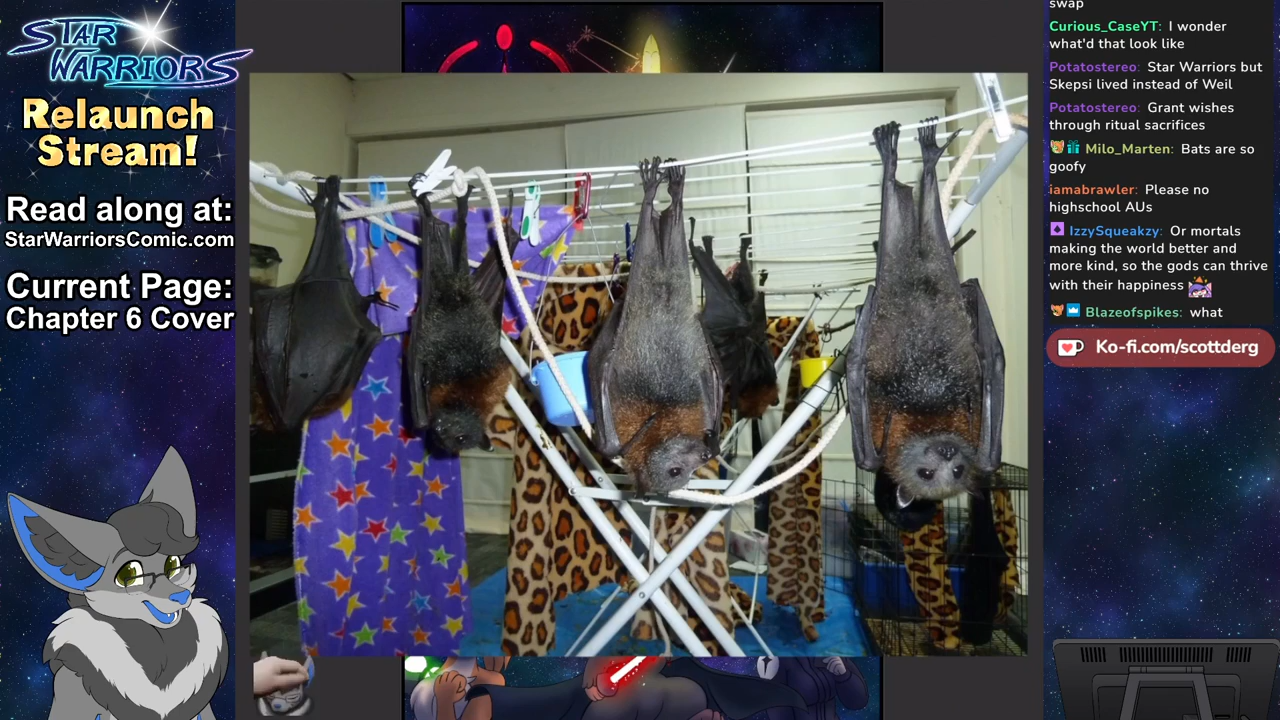 STAR
WARRIORS
Relaunch
Stream!
Read along at:
StarWarriorsComic.com
Current Page:
Chapter 6 Cover
swap
Curious_CaseYT: I wonder
what'd that look like
Potatostereo: Star Warriors but
Skepsi lived instead of Weil
Potatostereo: Grant wishes
through ritual sacrifices
Milo_Marten: Bats are so
goofy
iamabrawler: Please no
highschool AUs
IzzySqueakzy: Or mortals
making the world better and
more kind, so the gods can thrive
with their happiness
Blazeofspikes: what
Ko-fi.com/scottderg